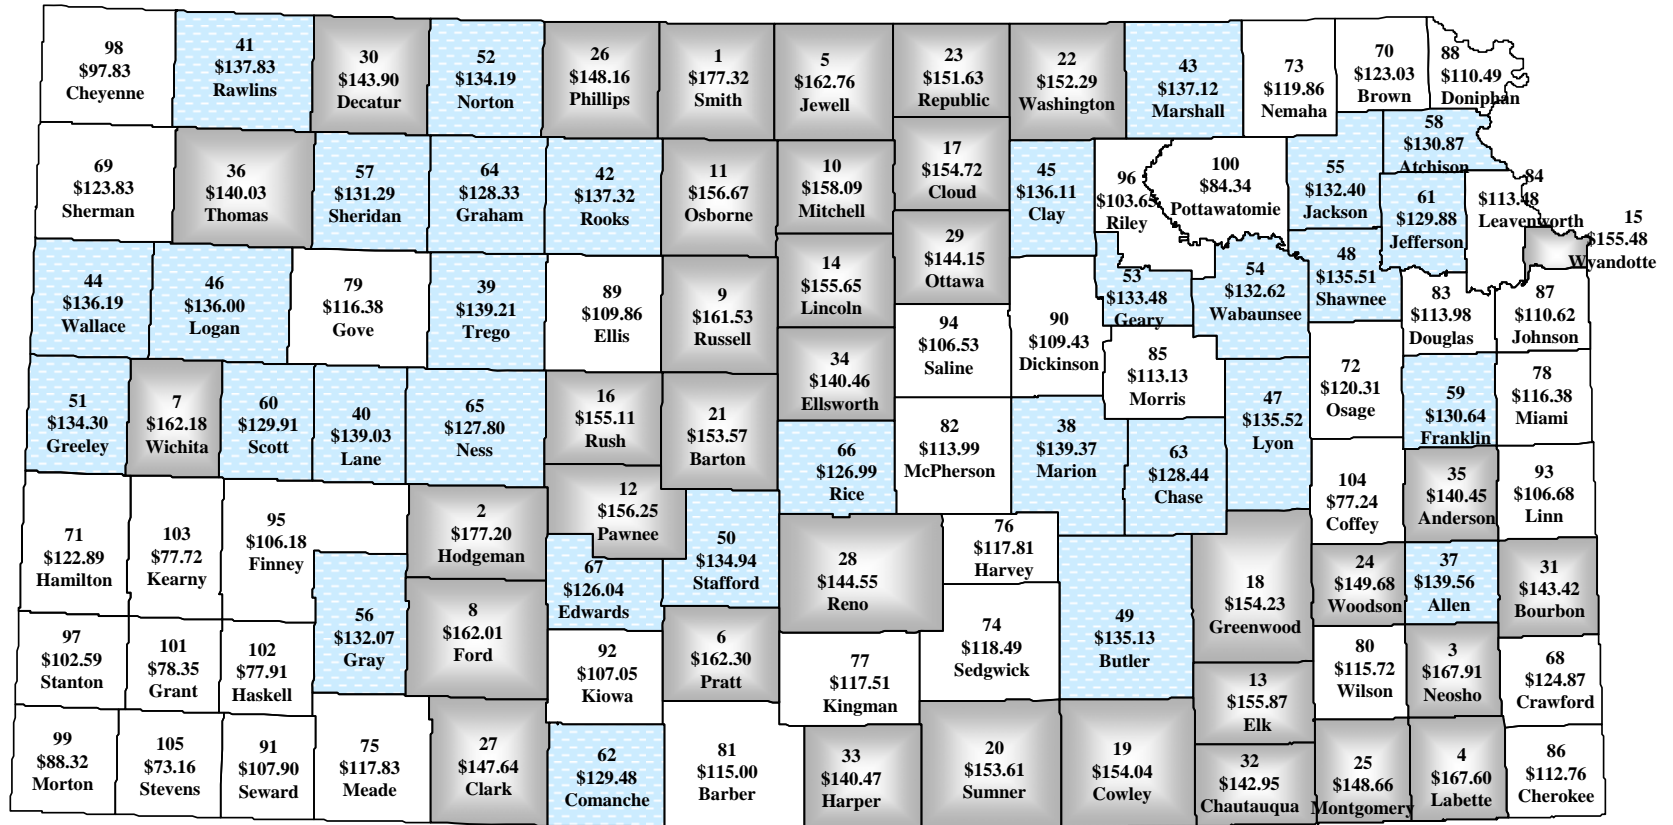 98
$97.83
Cheyenne
41
$137.83
Rawlins
30
$143.90
Decatur
52
$134.19
Norton
26
$148.16
Phillips
1
$177.32
Smith
5
$162.76
Jewell
23
$151.63
Republic
22
$152.29
Washington
43
$137.12
Marshall
73
$119.86
Nemaha
70
$123.03
Brown
88
$110.49
Doniphan
69
$123.83
Sherman
36
$140.03
Thomas
57
$131.29
Sheridan
64
$128.33
Graham
42
$137.32
Rooks
11
$156.67
Osborne
10
$158.09
Mitchell
17
$154.72
Cloud
45
$136.11
Clay
96
$103.65
Riley
100
$84.34
Pottawatomie
55
$132.40
Jackson
58
$130.87
Atchison
61
$129.88
Jefferson
84
$113.48
Leavenworth
15
$155.48
Wyandotte
44
$136.19
Wallace
46
$136.00
Logan
79
$116.38
Gove
39
$139.21
Trego
89
$109.86
Ellis
9
$161.53
Russell
14
$155.65
Lincoln
29
$144.15
Ottawa
94
$106.53
Saline
90
$109.43
Dickinson
53
$133.48
Geary
54
$132.62
Wabaunsee
48
$135.51
Shawnee
83
$113.98
Douglas
87
$110.62
Johnson
51
$134.30
Greeley
7
$162.18
Wichita
60
$129.91
Scott
40
$139.03
Lane
65
$127.80
Ness
16
$155.11
Rush
21
$153.57
Barton
34
$140.46
Ellsworth
66
$126.99
Rice
82
$113.99
McPherson
38
$139.37
Marion
85
$113.13
Morris
63
$128.44
Chase
47
$135.52
Lyon
72
$120.31
Osage
59
$130.64
Franklin
78
$116.38
Miami
71
$122.89
Hamilton
103
$77.72
Kearny
95
$106.18
Finney
2
$177.20
Hodgeman
12
$156.25
Pawnee
67
$126.04
Edwards
50
$134.94
Stafford
28
$144.55
Reno
76
$117.81
Harvey
104
$77.24
Coffey
35
$140.45
Anderson
93
$106.68
Linn
97
$102.59
Stanton
101
$78.35
Grant
102
$77.91
Haskell
56
$132.07
Gray
8
$162.01
Ford
92
$107.05
Kiowa
6
$162.30
Pratt
77
$117.51
Kingman
74
$118.49
Sedgwick
49
$135.13
Butler
18
$154.23
Greenwood
24
$149.68
Woodson
37
$139.56
Allen
31
$143.42
Bourbon
80
$115.72
Wilson
3
$167.91
Neosho
68
$124.87
Crawford
99
$88.32
Morton
105
$73.16
Stevens
91
$107.90
Seward
75
$117.83
Meade
27
$147.64
Clark
62
$129.48
Comanche
81
$115.00
Barber
33
$140.47
Harper
20
$153.61
Sumner
19
$154.04
Cowley
13
$155.87
Elk
32
$142.95
Chautauqua
25
$148.66
Montgomery
4
$167.60
Labette
86
$112.76
Cherokee